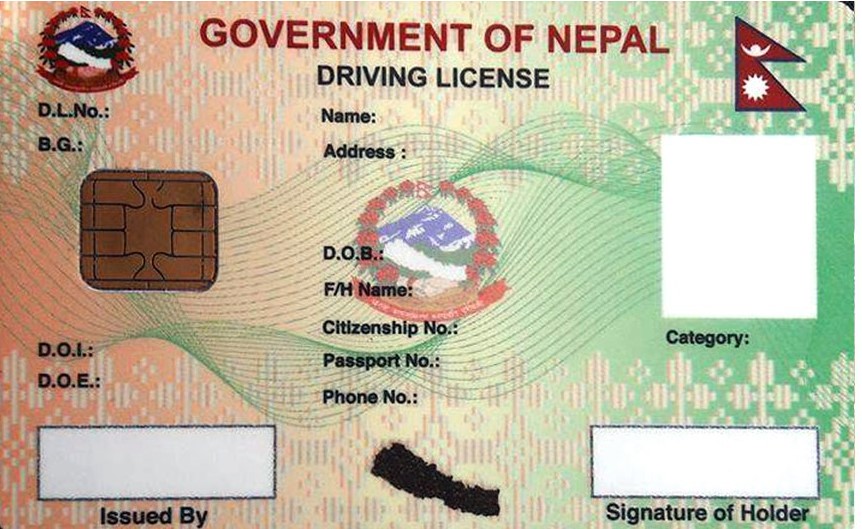 GOVERNMENT OF NEPAL
DRIVING LICENSE
D.L.No.:
Name:
B.G.:
Address :
D.O.B.:
F/H Name:
Citizenship No.:
Category:
D.O.I.:
Passport No.:
D.O.E.:
Phone No.:
Issued By
Signature of Holder